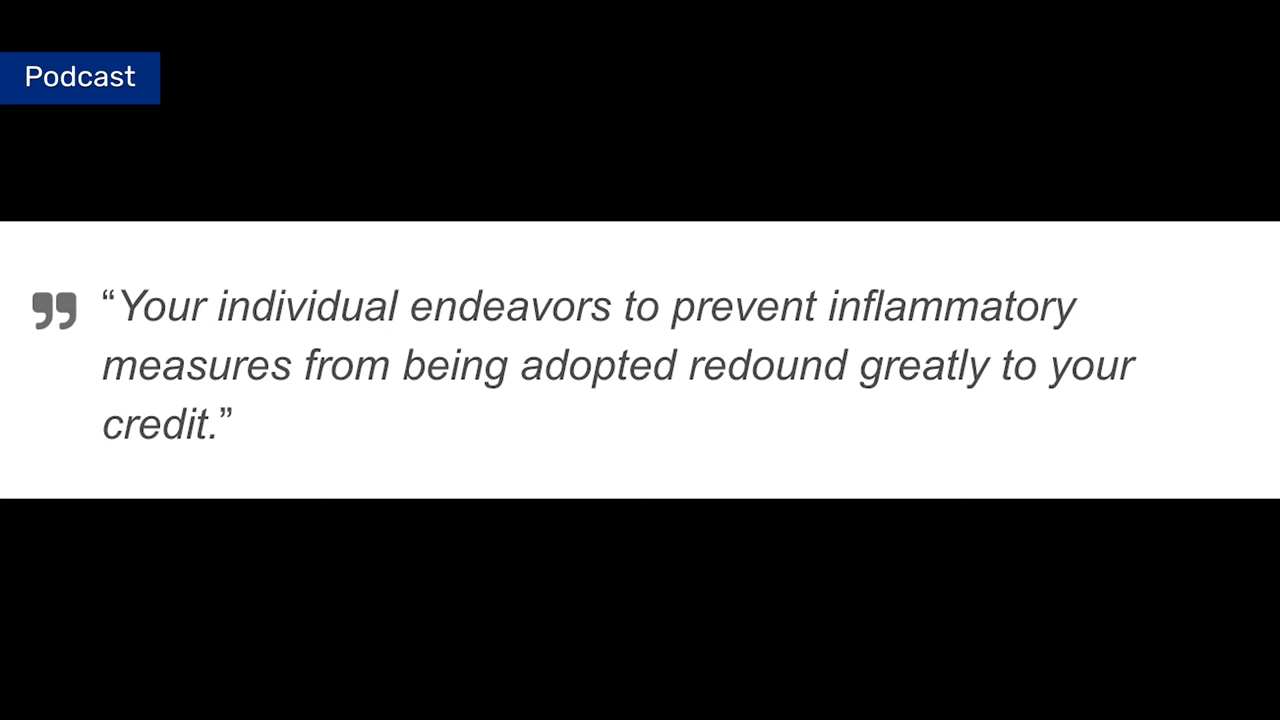 Podcast
“Your individual endeavors to prevent inflammatory
measures from being adopted redound greatly to your
credit.”